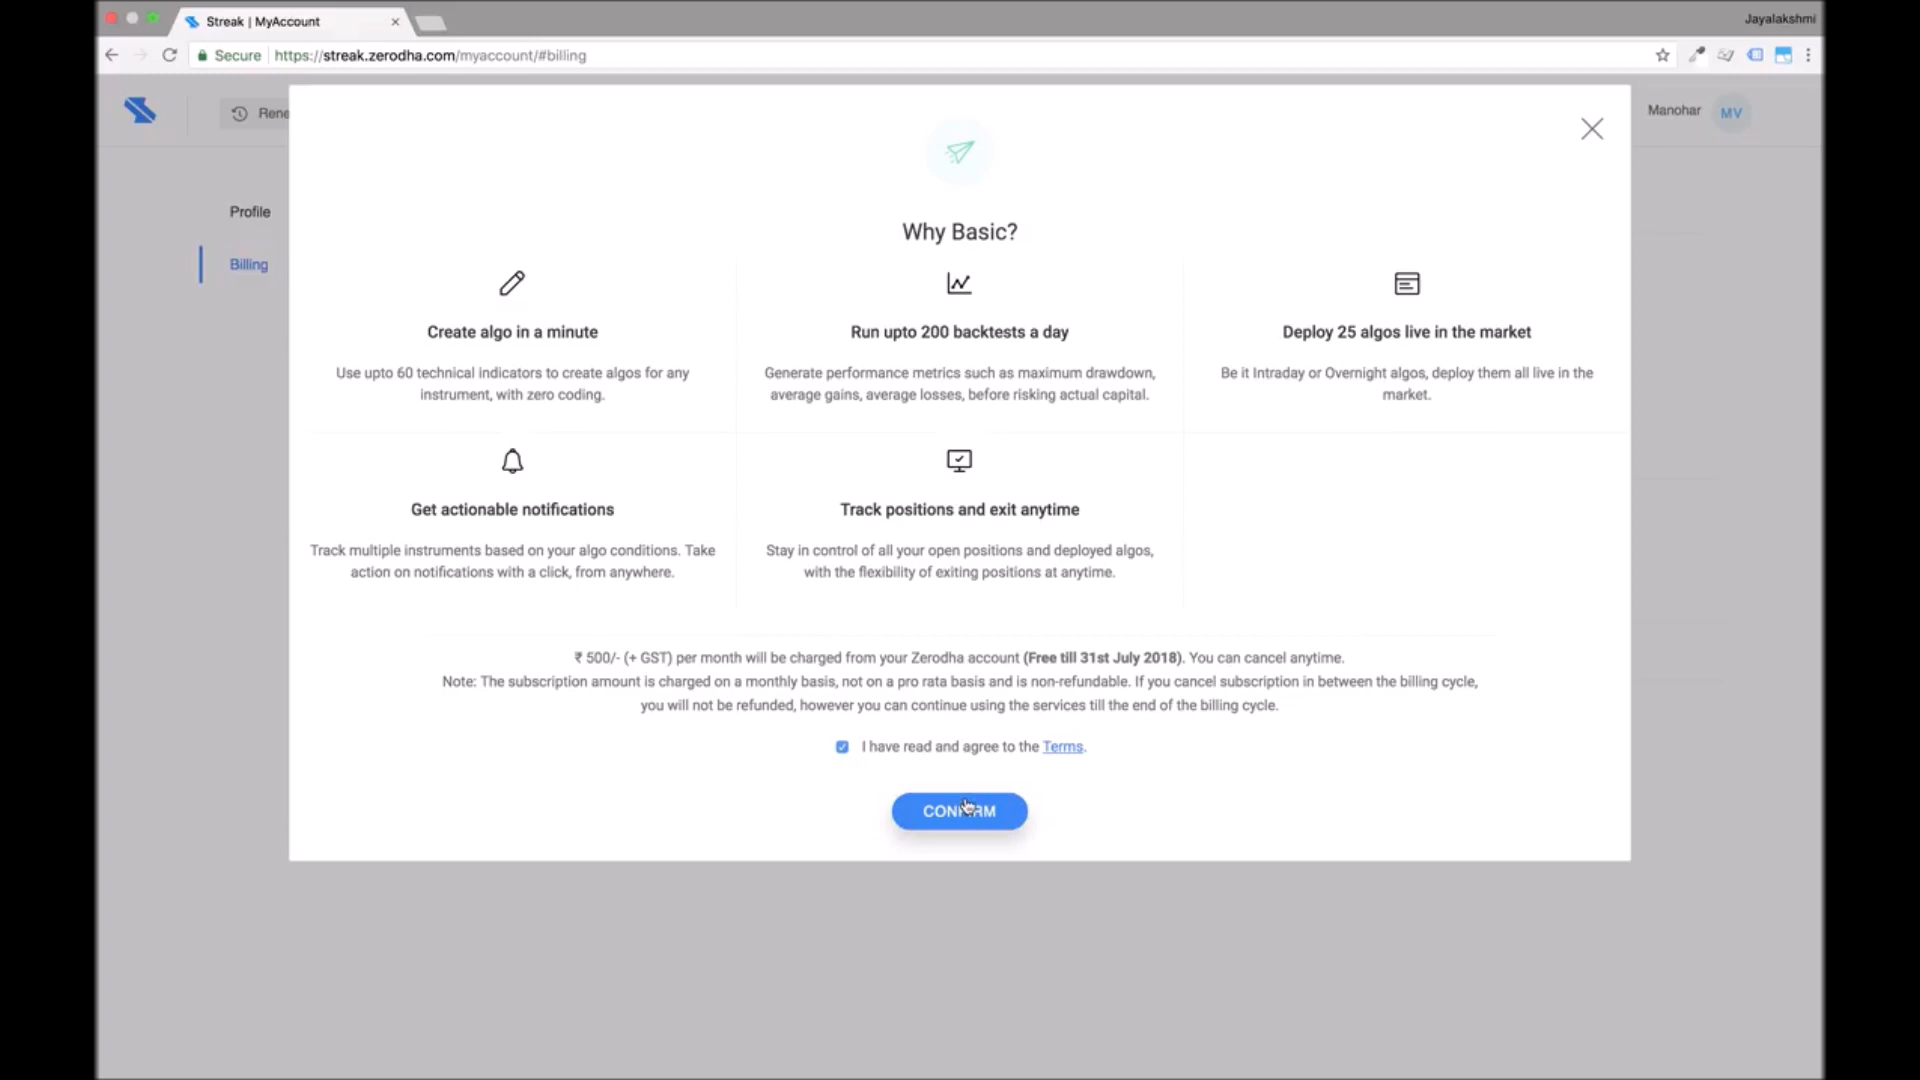 Streak | MyAccount
Jayalakshmi
Secure https://streak.zerodha.com/myaccount/#billing
Manohar MV
Profile
Billing
Why Basic?
Create algo in a minute
Use upto 60 technical indicators to create algos for any
instrument, with zero coding.
Run upto 200 backtests a day
Generate performance metrics such as maximum drawdown,
average gains, average losses, before risking actual capital.
Deploy 25 algos live in the market
Be it Intraday or Overnight algos, deploy them all live in the
market.
Get actionable notifications
Track multiple instruments based on your algo conditions. Take
action on notifications with a click, from anywhere.
Track positions and exit anytime
Stay in control of all your open positions and deployed algos,
with the flexibility of exiting positions at anytime.
₹ 500/- (+ GST) per month will be charged from your Zerodha account (Free till 31st July 2018). You can cancel anytime.
Note: The subscription amount is charged on a monthly basis, not on a pro rata basis and is non-refundable. If you cancel subscription in between the billing cycle,
you will not be refunded, however you can continue using the services till the end of the billing cycle.
I have read and agree to the Terms.
CONFIRM